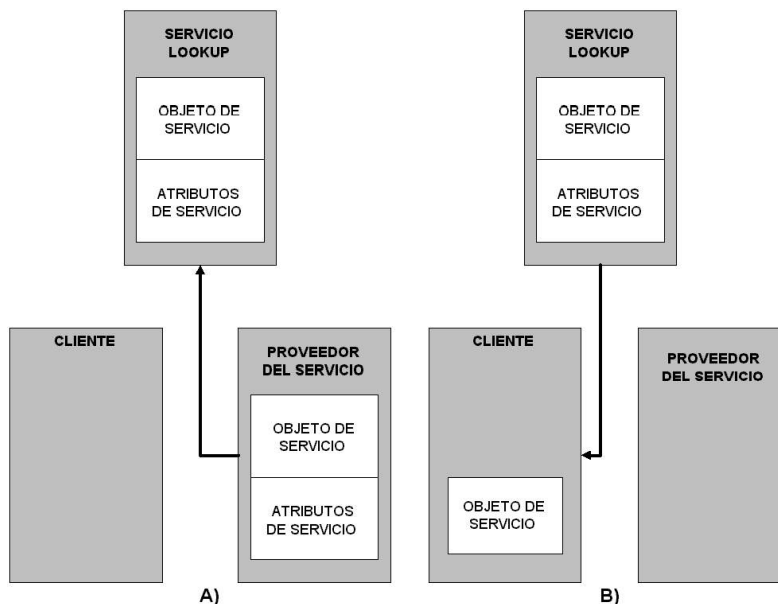 SERVICIO
LOOKUP
OBJETO DE
SERVICIO
ATRIBUTOS
DE SERVICIO
CLIENTE
PROVEEDOR
DEL SERVICIO
OBJETO DE
SERVICIO
ATRIBUTOS
DE SERVICIO
A)
SERVICIO
LOOKUP
OBJETO DE
SERVICIO
ATRIBUTOS
DE SERVICIO
CLIENTE
OBJETO DE
SERVICIO
PROVEEDOR
DEL SERVICIO
B)